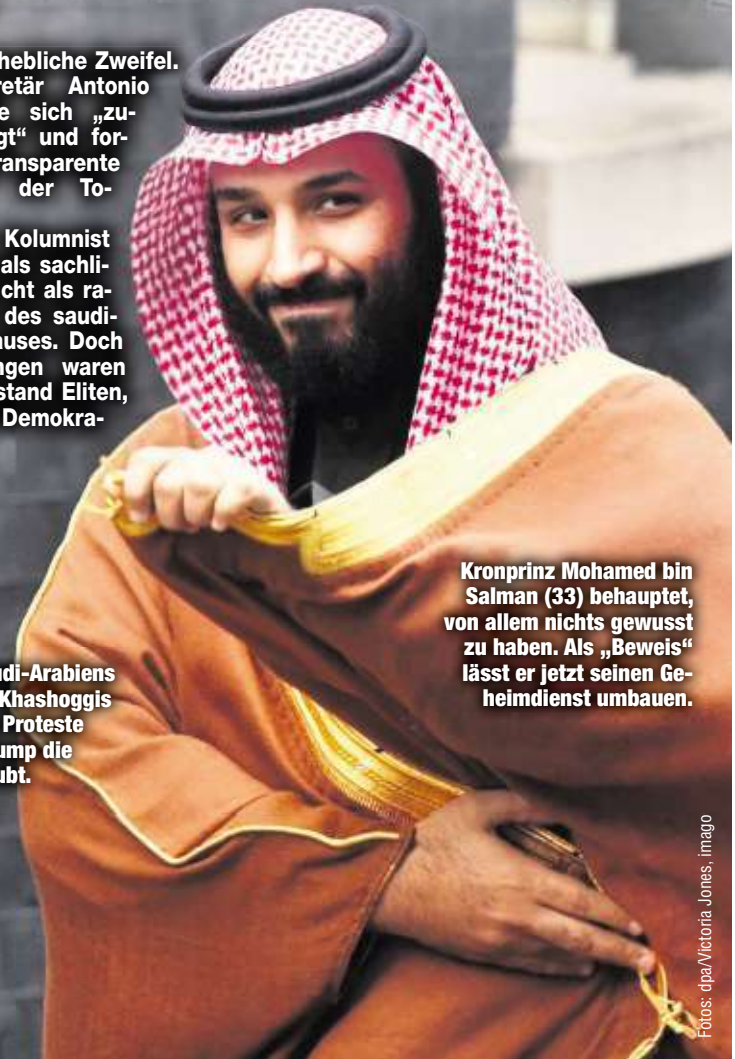 hebliche Zweifel.
retär Antonio
e sich „zu-
gt“ und for-
ransparente
der To-
Kolumnist
als sachli-
cht als ra-
des saudi-
auses. Doch
ngen waren
stand Eliten,
Demokra-
Kronprinz Mohamed bin
Salman (33) behauptet,
von allem nichts gewusst
zu haben. Als „Beweis“
lässt er jetzt seinen Ge-
heimdienst umbauen.
udi-Arabiens
Khashoggis
Proteste
ump die
ubt.
Fotos: dpa/Victoria Jones, imago